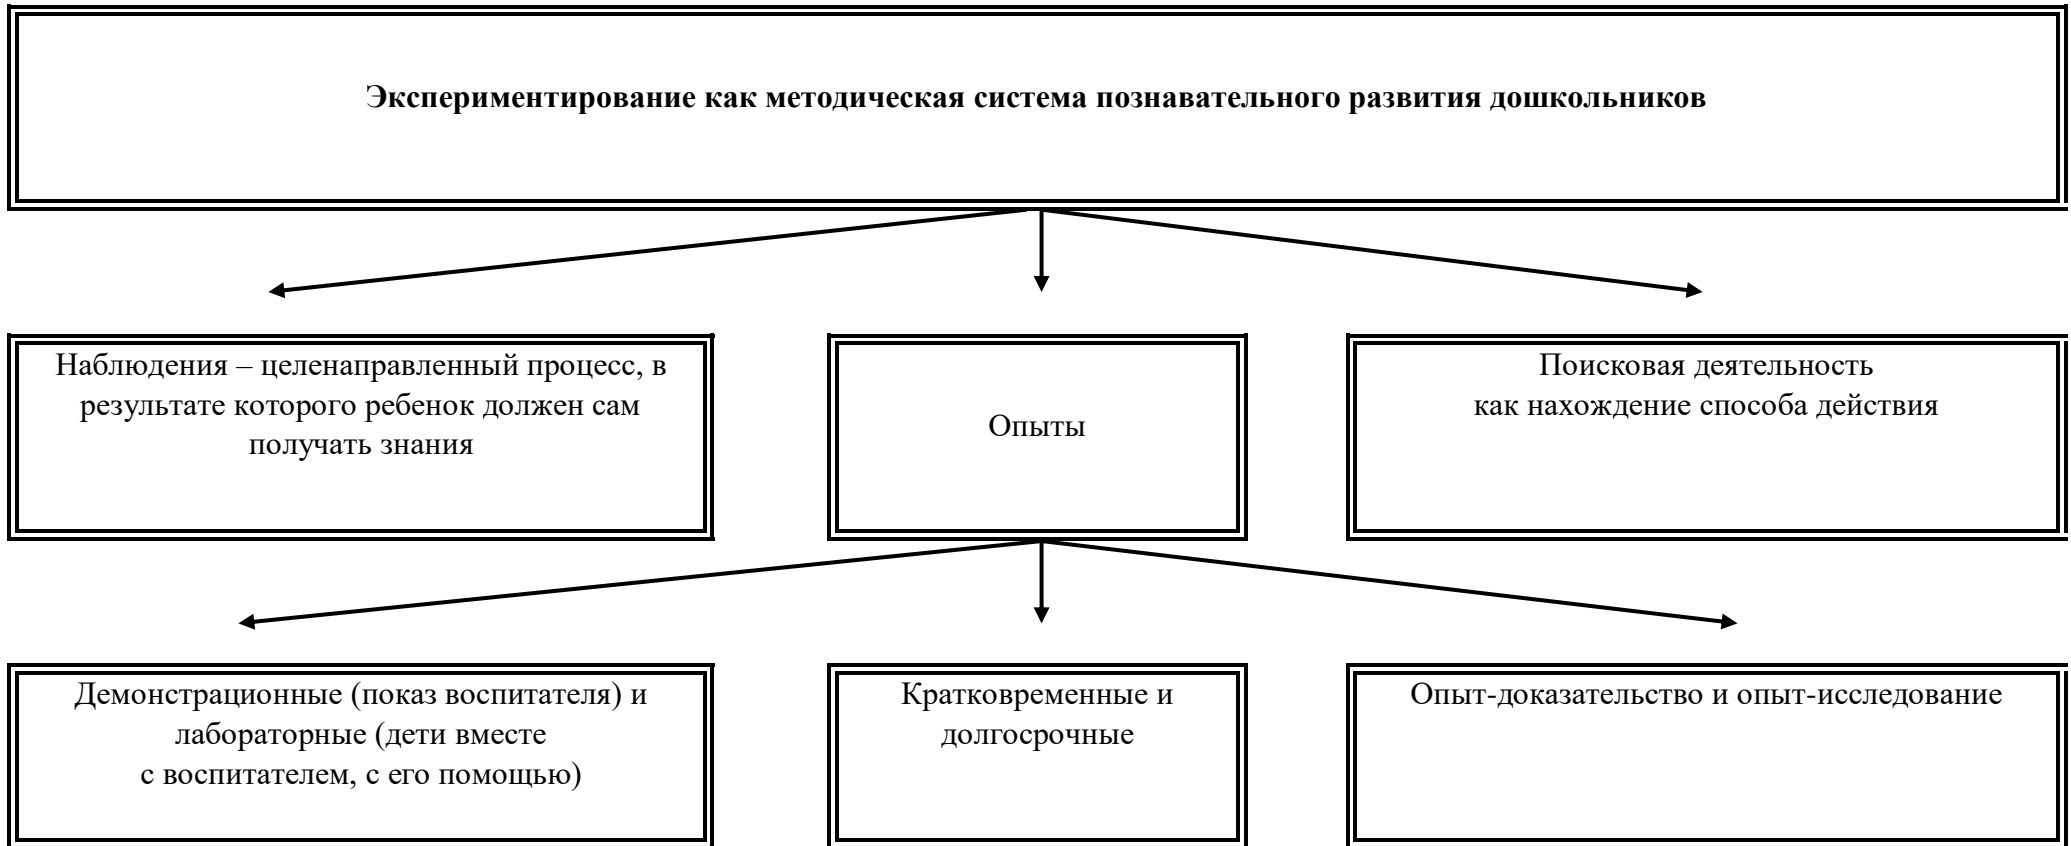 Экспериментирование как методическая система познавательного развития дошкольников
Наблюдения – целенаправленный процесс, в
результате которого ребенок должен сам
получать знания
Опыты
Поисковая деятельность
как нахождение способа действия
Демонстрационные (показ воспитателя) и
лабораторные (дети вместе
с воспитателем, с его помощью)
Кратковременные и
долгосрочные
Опыт-доказательство и опыт-исследование